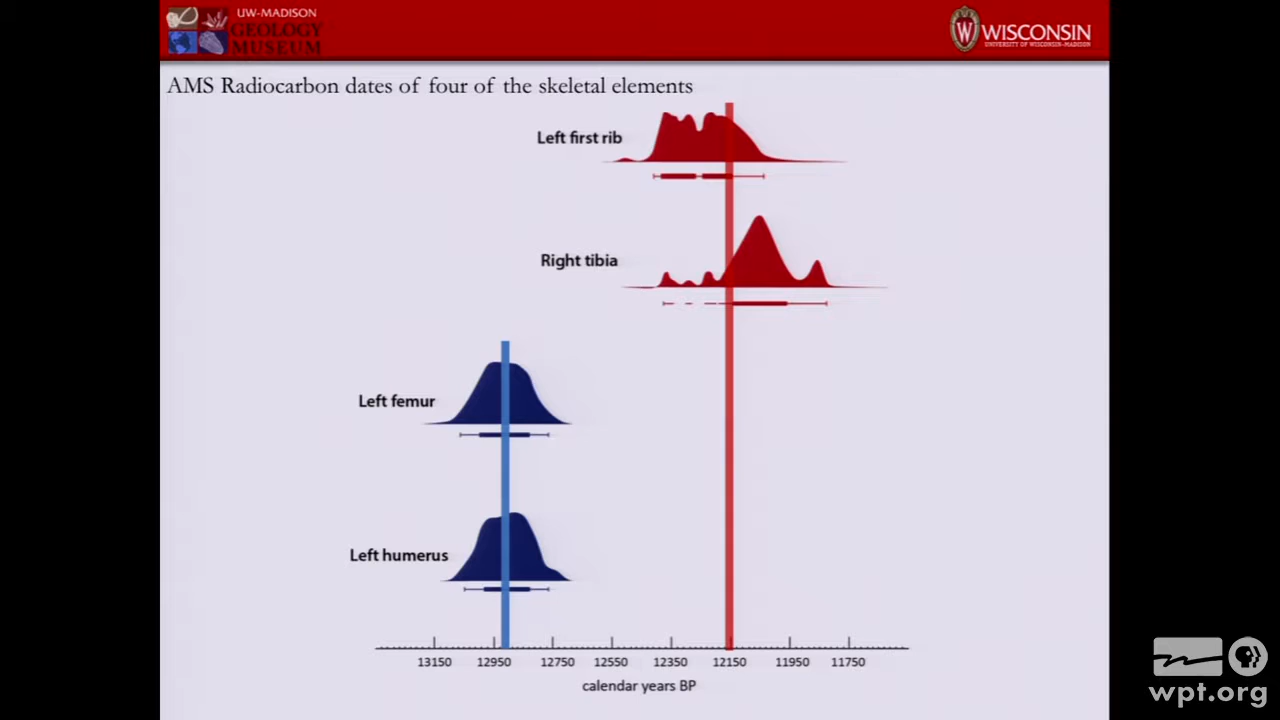 UW-MADISON
GEOLOGY
MUSEUM
WISCONSIN
UNIVERSITY OF WISCONSIN-MADISON
AMS Radiocarbon dates of four of the skeletal elements
Left first rib
Right tibia
Left femur
Left humerus
13150 12950 12750 12550 12350 12150 11950 11750
calendar years BP
W
wpt.org